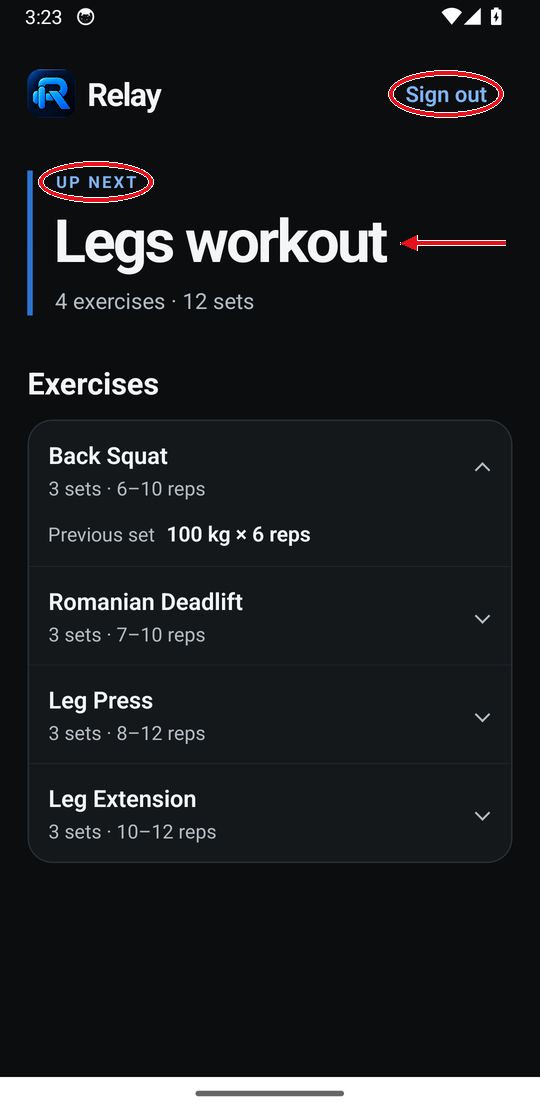 3:23
Relay
Sign out
UP NEXT
Legs workout
4 exercises · 12 sets
Exercises
Back Squat
3 sets · 6–10 reps
Previous set 100 kg × 6 reps
Romanian Deadlift
3 sets · 7–10 reps
Leg Press
3 sets · 8–12 reps
Leg Extension
3 sets · 10–12 reps